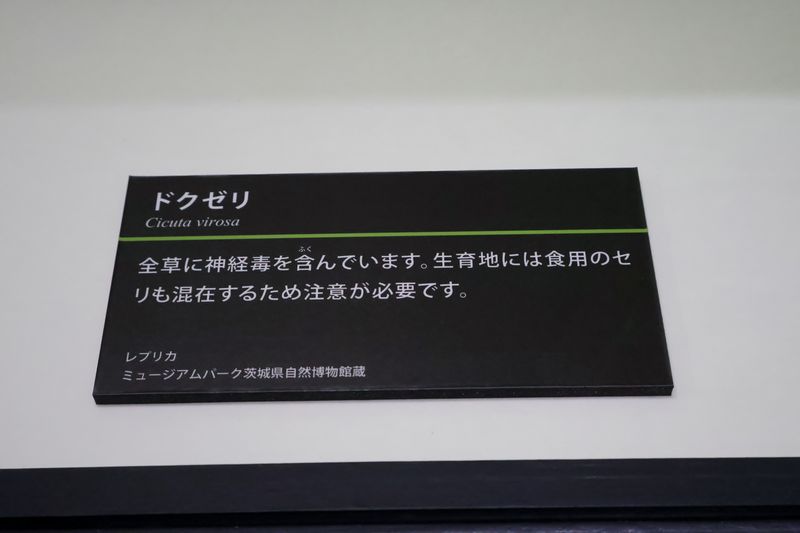 ドクゼリ
Cicuta virosa
ふく
全草に神経毒を含んでいます。生育地には食用のセ
リも混在するため注意が必要です。
レプリカ
ミュージアムパーク茨城県自然博物館蔵